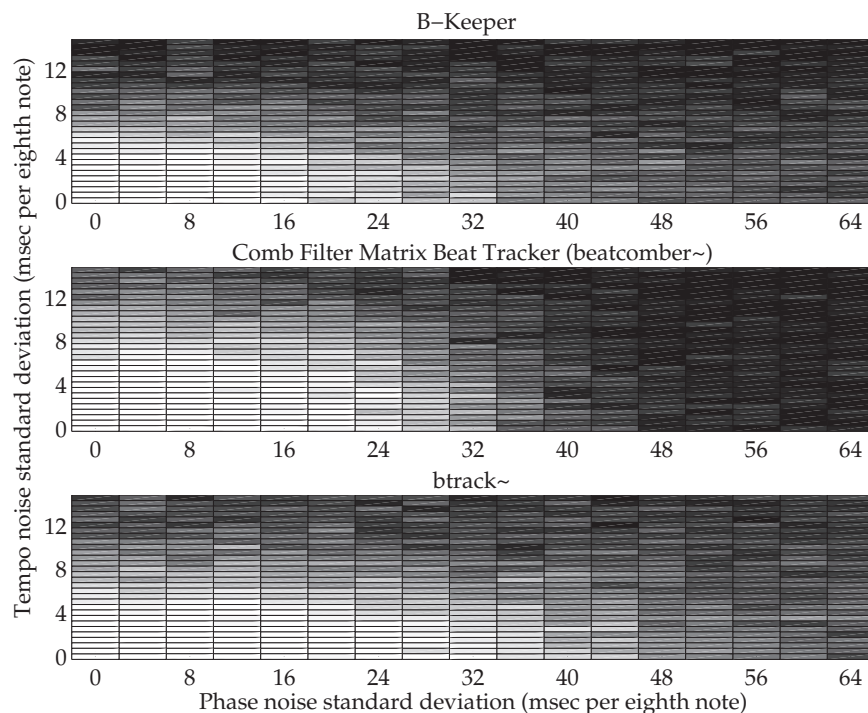 B–Keeper
12
8
4
0
0 8 16 24 32 40 48 56 64
Comb Filter Matrix Beat Tracker (beatcomber~)
12
8
4
0
0 8 16 24 32 40 48 56 64
btrack~
12
8
4
0
0 8 16 24 32 40 48 56 64
Tempo noise standard deviation (msec per eighth note)
Phase noise standard deviation (msec per eighth note)